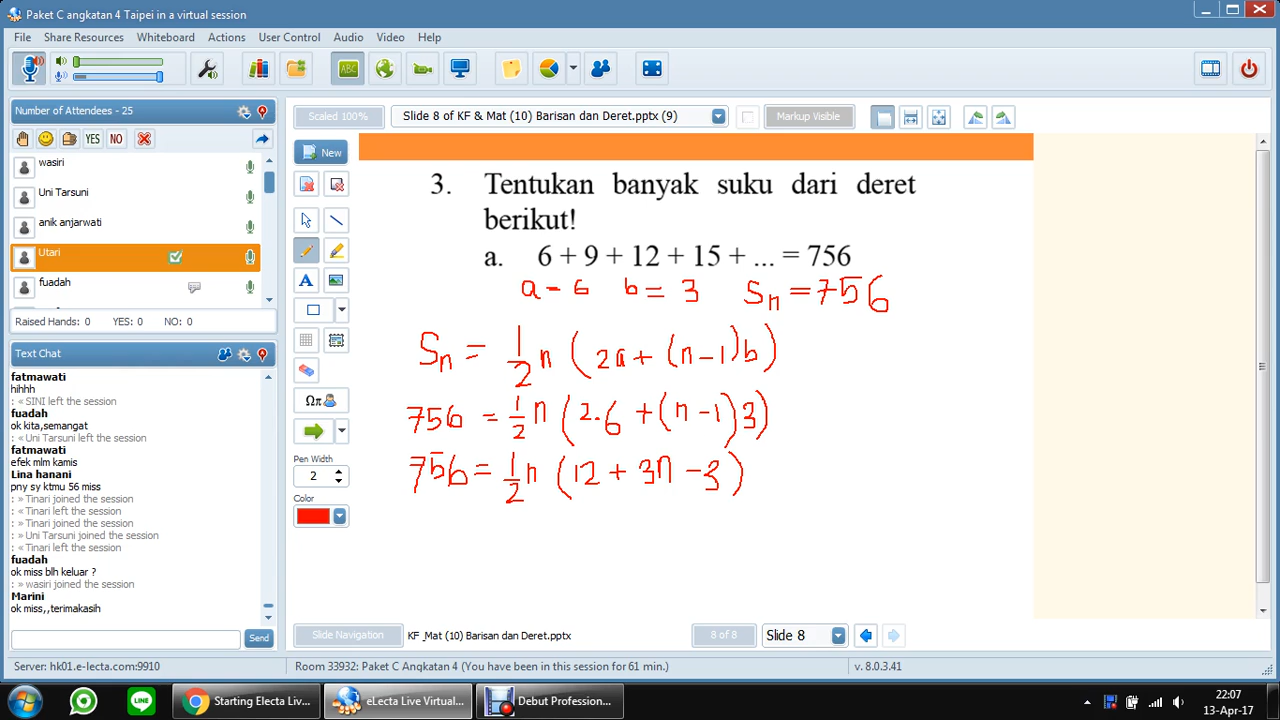 Paket C angkatan 4 Taipei in a virtual session
File Share Resources Whiteboard Actions User Control Audio Video Help
ABC
Number of Attendees - 25
Scaled 100%
Slide 8 of KF & Mat (10) Barisan dan Deret.pptx (9)
Markup Visible
YES NO
New
wasiri
Uni Tarsuni
anik anjarwati
Utari
fuadah
Raised Hands: 0 YES: 0 NO: 0
Text Chat
fatmawati
hihhh
: « SINI left the session
fuadah
ok kita,semangat
: « Uni Tarsuni left the session
fatmawati
efek mlm kamis
Lina hanani
pny sy ktmu 56 miss
: » Tinari joined the session
: « Tinari left the session
: » Tinari joined the session
: » Uni Tarsuni joined the session
: « Tinari left the session
fuadah
ok miss blh keluar ?
: » wasiri joined the session
Marini
ok miss,,terimakasih
Send
A
Ωπ
Pen Width
2
Color
3. Tentukan banyak suku dari deret
berikut!
a. 6 + 9 + 12 + 15 + ... = 756
a = 6 b = 3 Sn = 756
Sn = 1/2 n (2a + (n - 1) b)
756 = 1/2 n (2.6 + (n - 1) 3)
756 = 1/2 n (12 + 3n - 3)
Slide Navigation
KF _Mat (10) Barisan dan Deret.pptx
8 of 8
Slide 8
Server: hk01.e-lecta.com:9910
Room 33932: Paket C Angkatan 4 (You have been in this session for 61 min.)
v. 8.0.3.41
LINE
Starting Electa Liv...
eLecta Live Virtual...
Debut Profession...
22:07
13-Apr-17